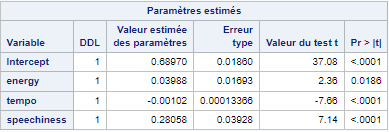 Paramètres estimés
Variable DDL Valeur estimée des paramètres Erreur type Valeur du test t Pr > |t|
Intercept 1 0.68970 0.01860 37.08 <.0001
energy 1 0.03988 0.01693 2.36 0.0186
tempo 1 -0.00102 0.00013366 -7.66 <.0001
speechiness 1 0.28058 0.03928 7.14 <.0001